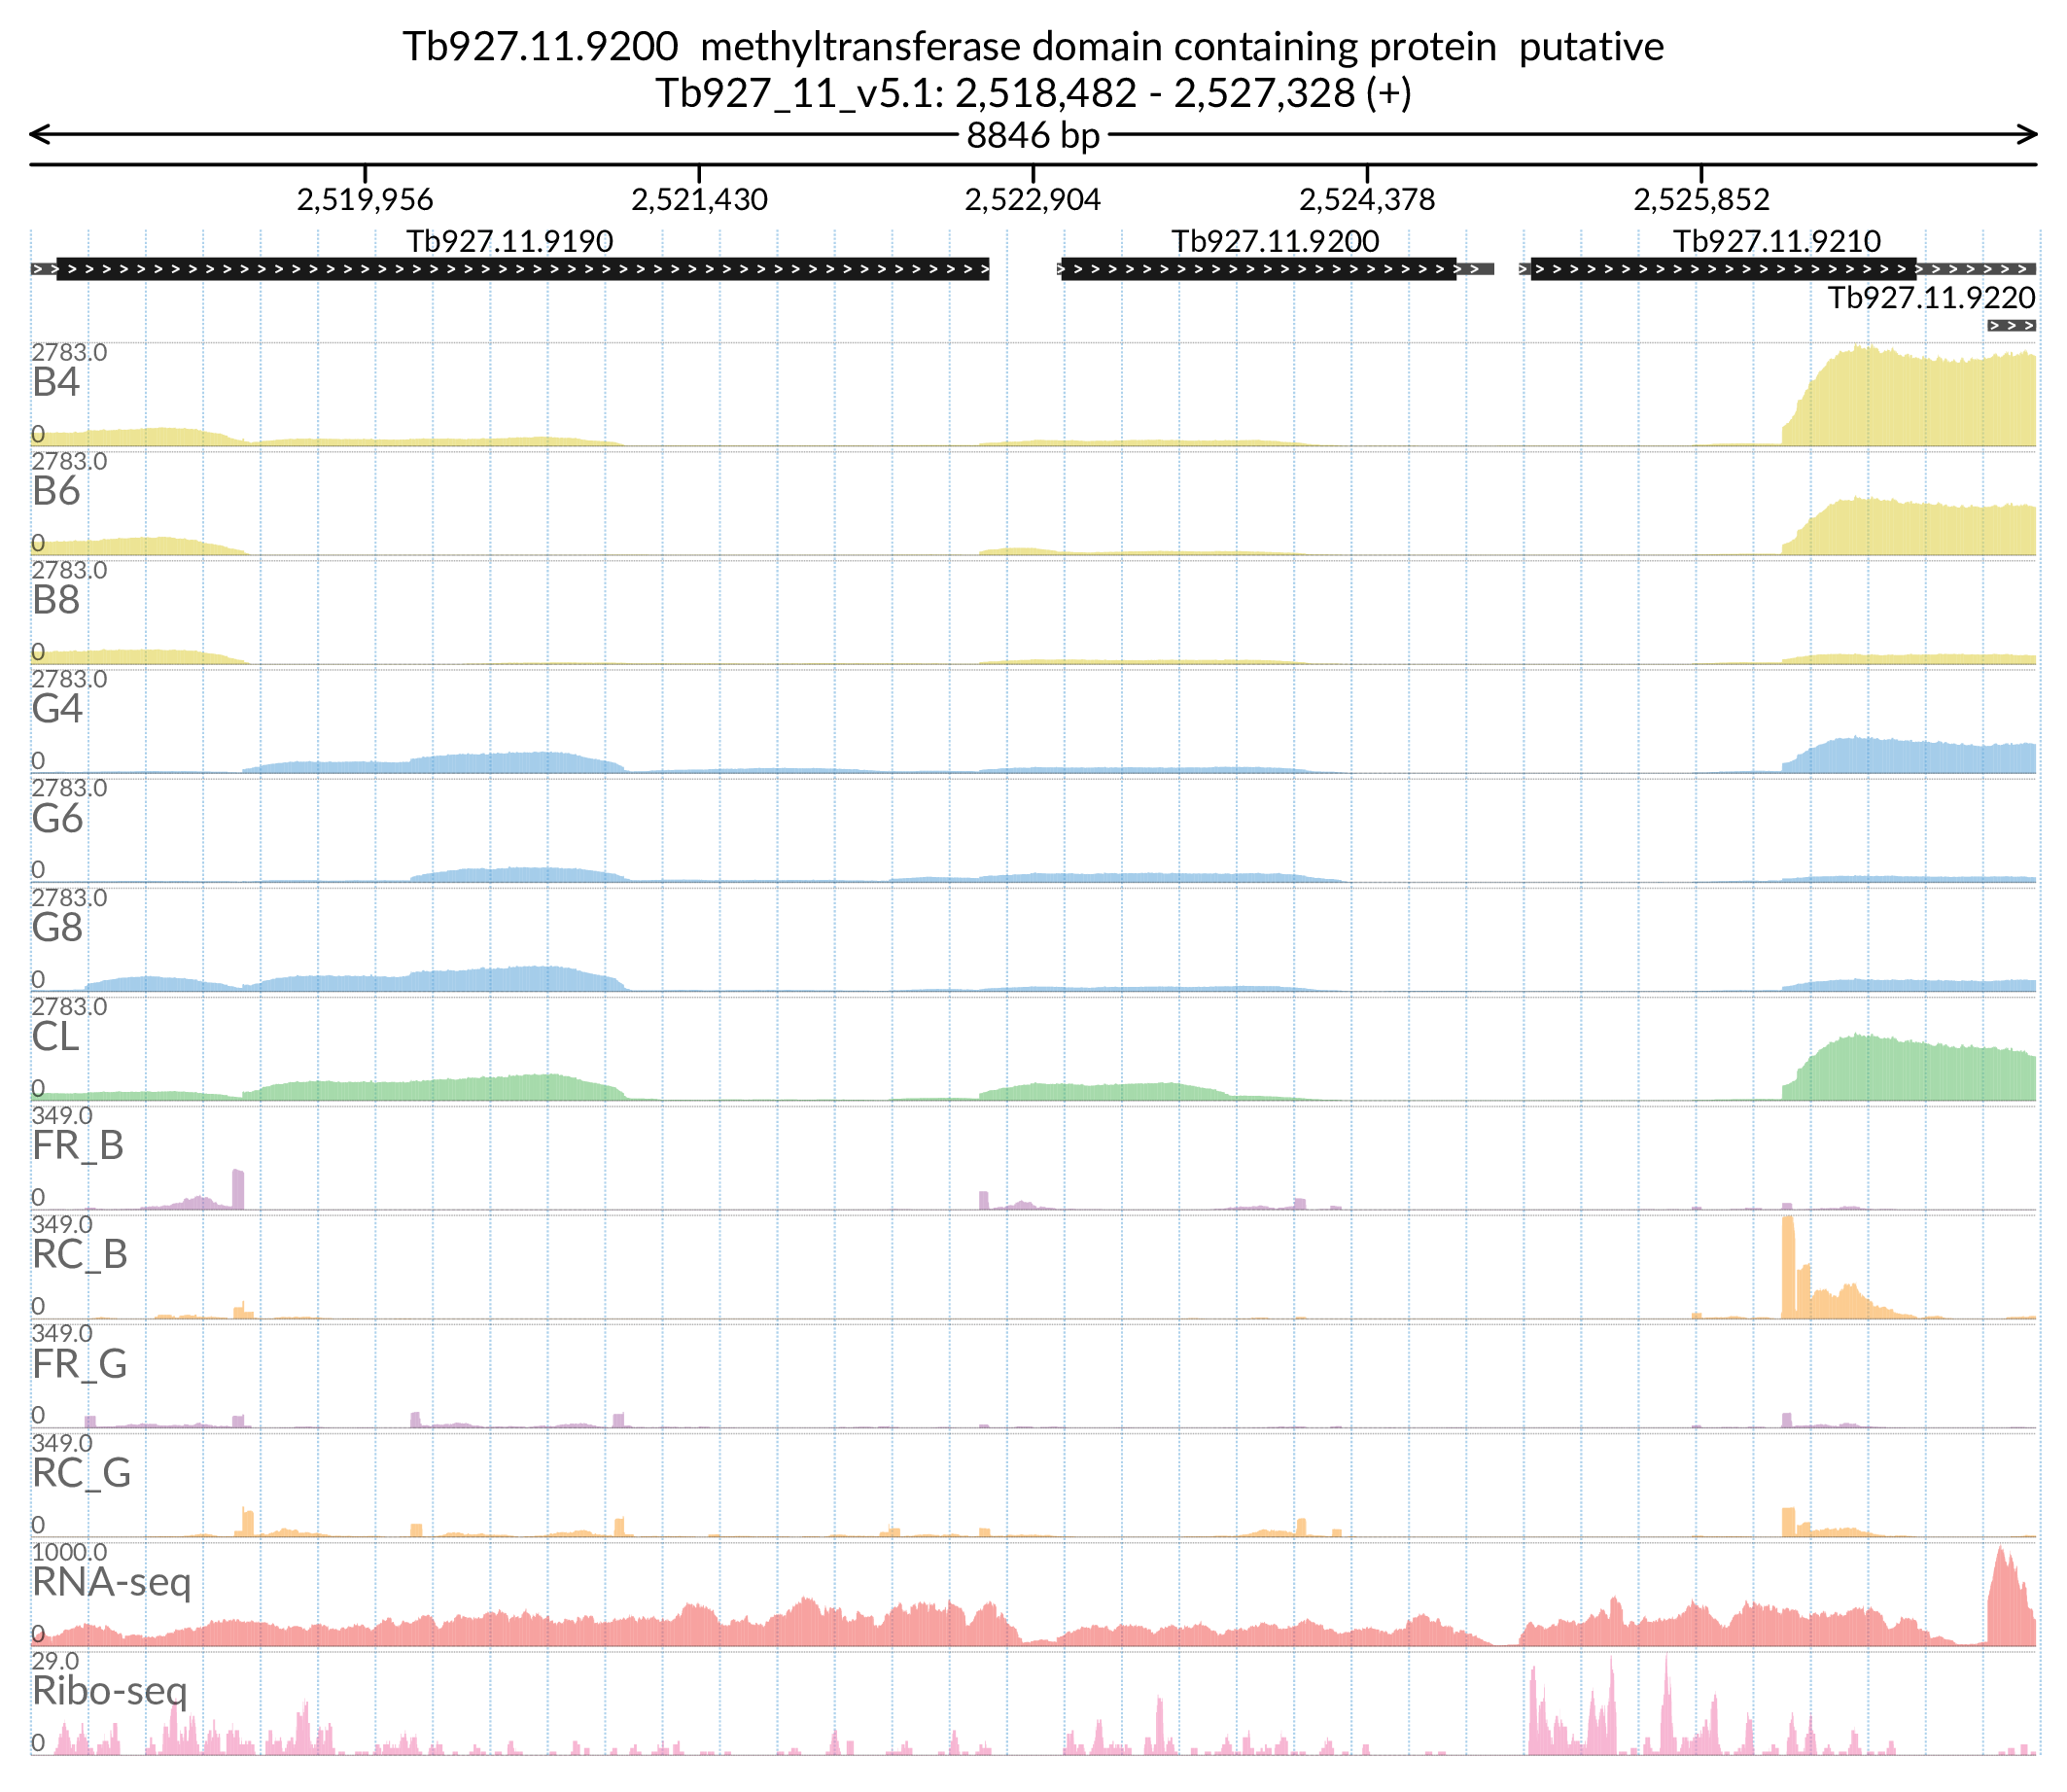 Tb927.11.9200  methyltransferase domain containing protein  putative
Tb927_11_v5.1: 2,518,482 - 2,527,328 (+)
8846 bp
2,519,956 2,521,430 2,522,904 2,524,378 2,525,852
Tb927.11.9190 Tb927.11.9200 Tb927.11.9210
Tb927.11.9220
2783.0
B4
0
2783.0
B6
0
2783.0
B8
0
2783.0
G4
0
2783.0
G6
0
2783.0
G8
0
2783.0
CL
0
349.0
FR_B
0
349.0
RC_B
0
349.0
FR_G
0
349.0
RC_G
0
1000.0
RNA-seq
0
29.0
Ribo-seq
0